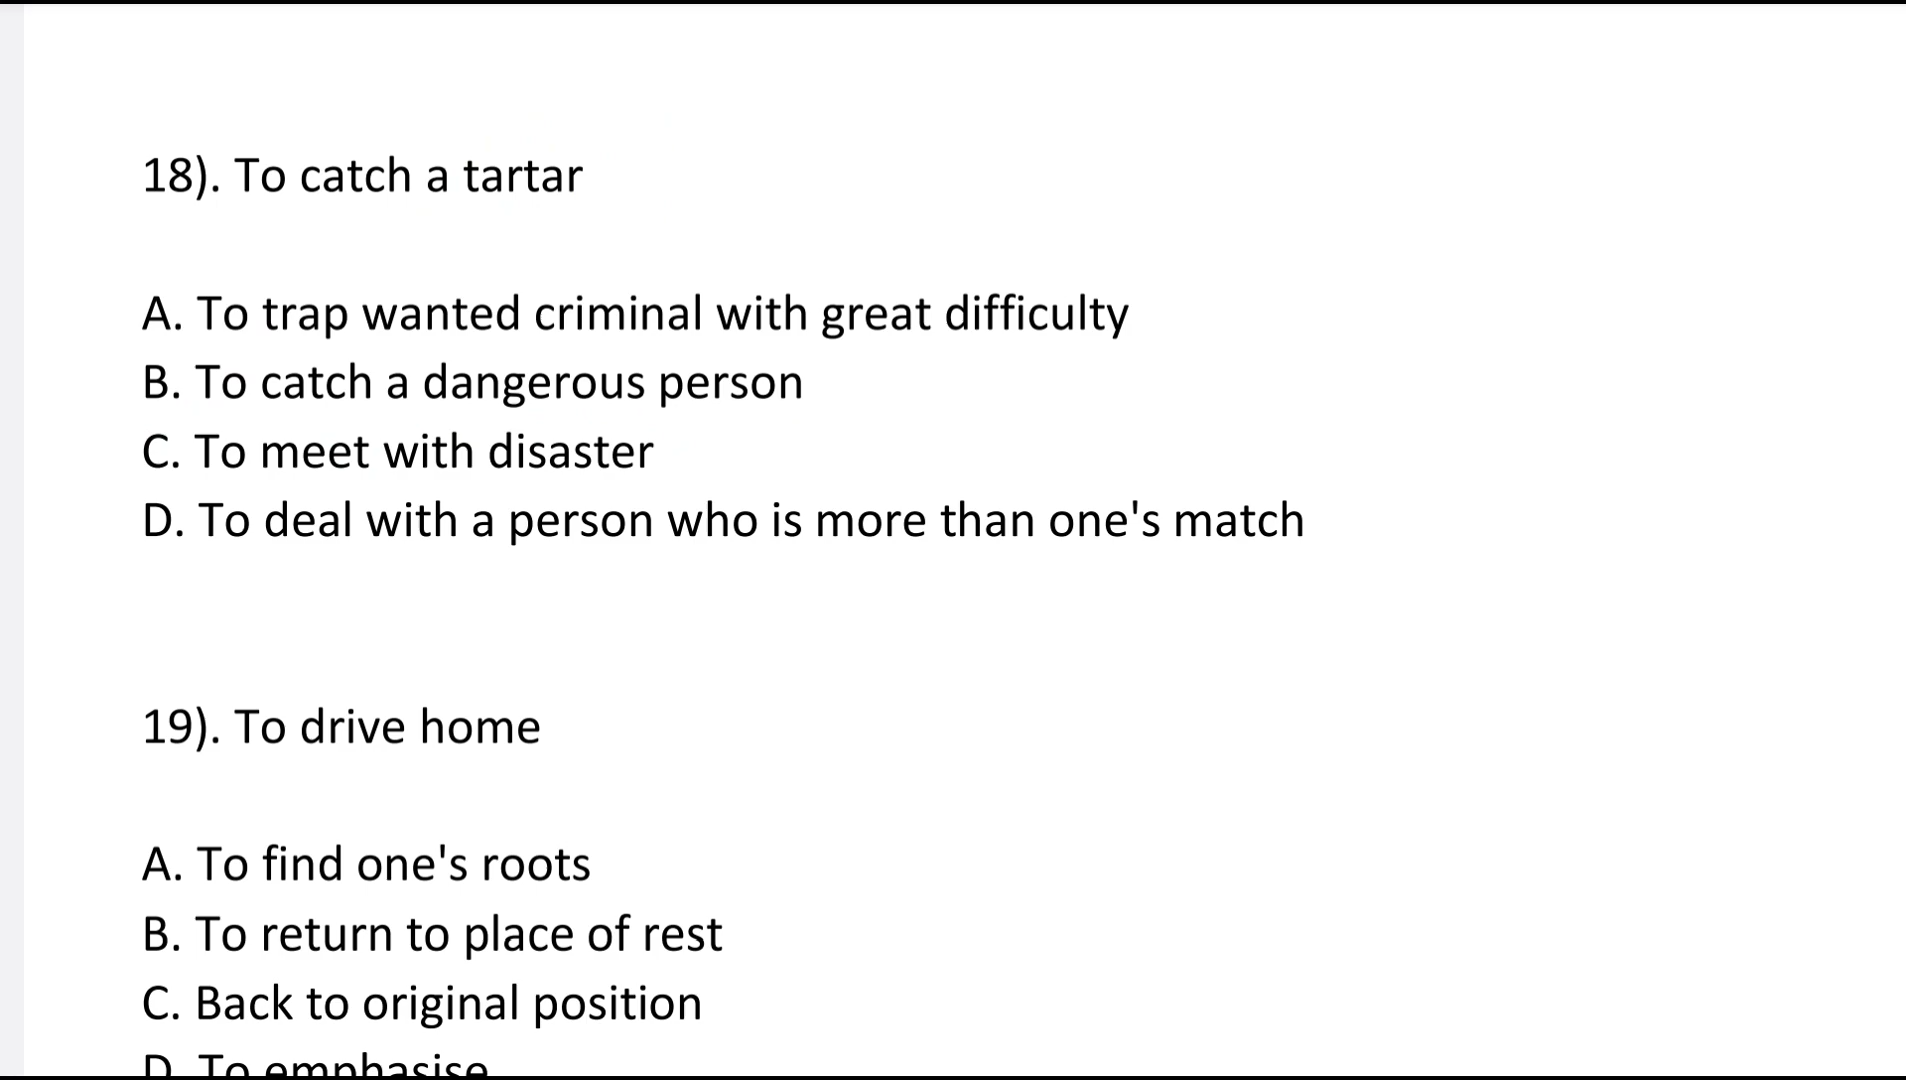 18). To catch a tartar
A. To trap wanted criminal with great difficulty
B. To catch a dangerous person
C. To meet with disaster
D. To deal with a person who is more than one's match
19). To drive home
A. To find one's roots
B. To return to place of rest
C. Back to original position
D. To emphasise